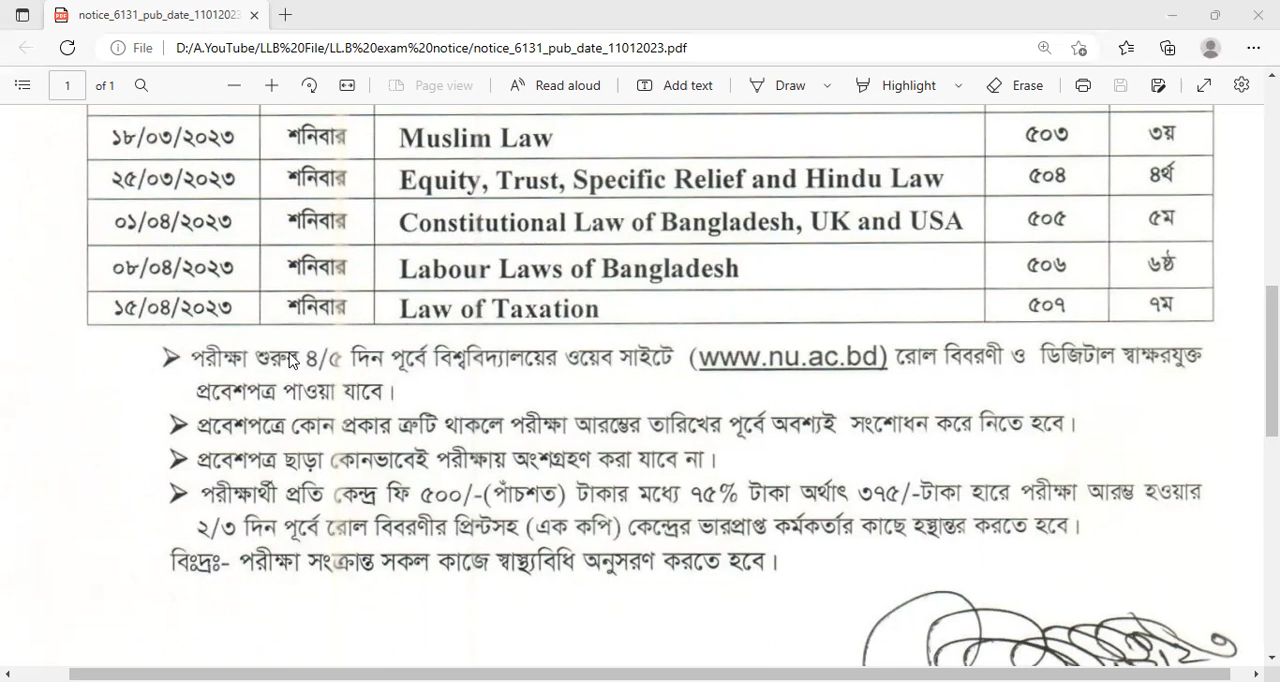 notice_6131_pub_date_11012023
File D:/A.YouTube/LLB%20File/LL.B%20exam%20notice/notice_6131_pub_date_11012023.pdf
1 of 1 Page view Read aloud Add text Draw Highlight Erase
১৮/০৩/২০২৩ শনিবার Muslim Law ৫০৩ ৩য়
২৫/০৩/২০২৩ শনিবার Equity, Trust, Specific Relief and Hindu Law ৫০৪ ৪র্থ
০১/০৪/২০২৩ শনিবার Constitutional Law of Bangladesh, UK and USA ৫০৫ ৫ম
০৮/০৪/২০২৩ শনিবার Labour Laws of Bangladesh ৫০৬ ৬ষ্ঠ
১৫/০৪/২০২৩ শনিবার Law of Taxation ৫০৭ ৭ম
➤ পরীক্ষা শুরুর ৪/৫ দিন পূর্বে বিশ্ববিদ্যালয়ের ওয়েব সাইটে (www.nu.ac.bd) রোল বিবরণী ও ডিজিটাল স্বাক্ষরযুক্ত
প্রবেশপত্র পাওয়া যাবে।
➤ প্রবেশপত্রে কোন প্রকার ত্রুটি থাকলে পরীক্ষা আরম্ভের তারিখের পূর্বে অবশ্যই সংশোধন করে নিতে হবে।
➤ প্রবেশপত্র ছাড়া কোনভাবেই পরীক্ষায় অংশগ্রহণ করা যাবে না।
➤ পরীক্ষার্থী প্রতি কেন্দ্র ফি ৫০০/-(পাঁচশত) টাকার মধ্যে ৭৫% টাকা অর্থাৎ ৩৭৫/-টাকা হারে পরীক্ষা আরম্ভ হওয়ার
২/৩ দিন পূর্বে রোল বিবরণীর প্রিন্টসহ (এক কপি) কেন্দ্রের ভারপ্রাপ্ত কর্মকর্তার কাছে হস্তান্তর করতে হবে।
বিঃদ্রঃ- পরীক্ষা সংক্রান্ত সকল কাজে স্বাস্থ্যবিধি অনুসরণ করতে হবে।